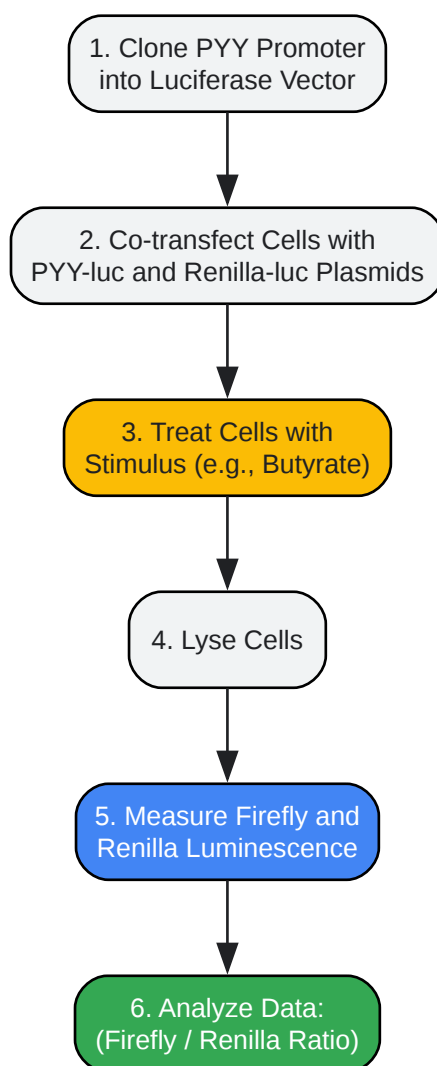 1. Clone PYY Promoter
into Luciferase Vector
2. Co-transfect Cells with
PYY-luc and Renilla-luc Plasmids
3. Treat Cells with
Stimulus (e.g., Butyrate)
4. Lyse Cells
5. Measure Firefly and
Renilla Luminescence
6. Analyze Data:
(Firefly / Renilla Ratio)